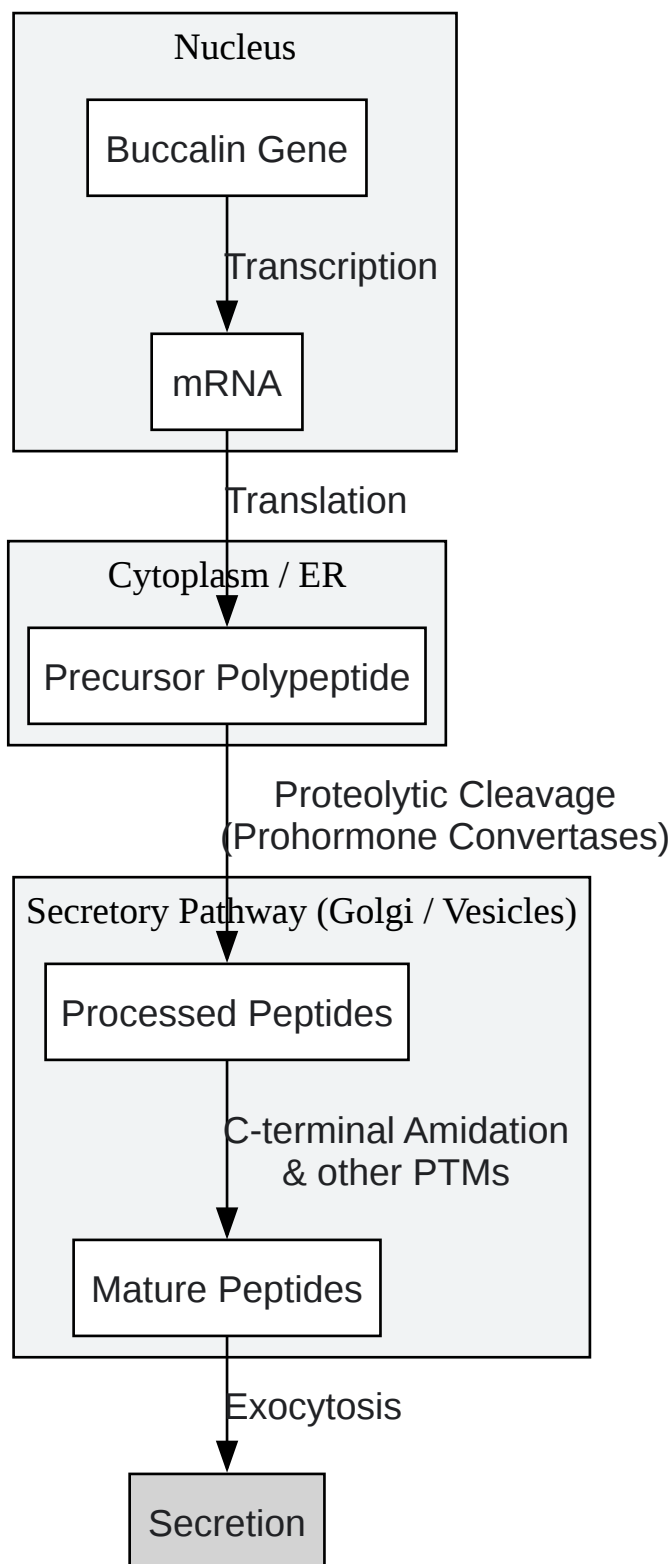 Nucleus
Buccalin Gene
Transcription
mRNA
Translation
Cytoplasm / ER
Precursor Polypeptide
Proteolytic Cleavage
(Prohormone Convertases)
Secretory Pathway (Golgi / Vesicles)
Processed Peptides
C-terminal Amidation
& other PTMs
Mature Peptides
Exocytosis
Secretion